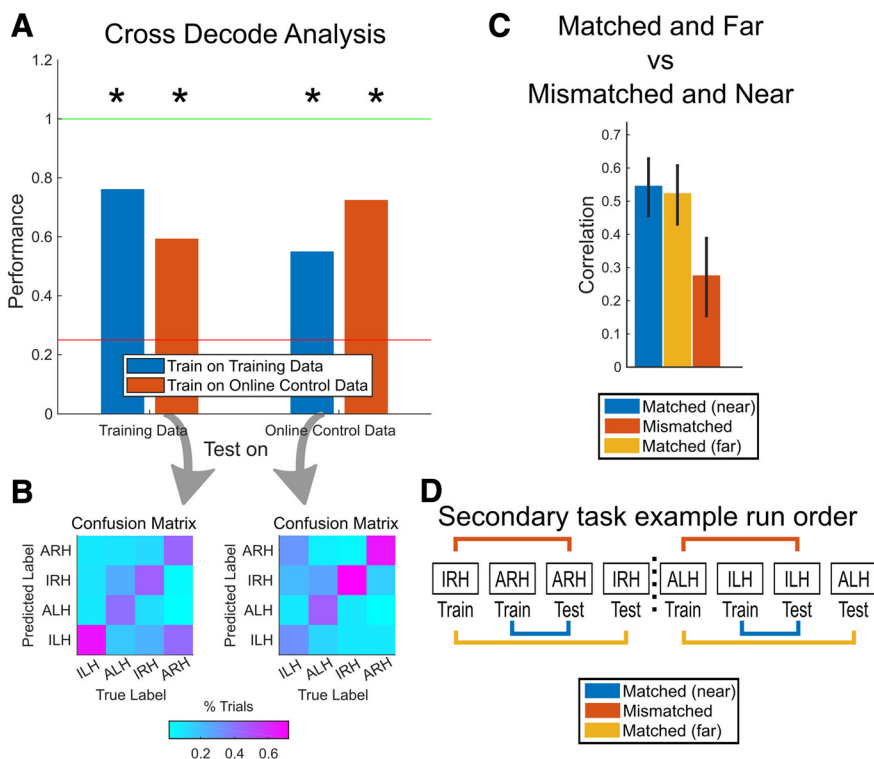 A
Cross Decode Analysis
1.2
1
0.8
0.6
0.4
0.2
0
Performance
* * * *
Train on Training Data
Train on Online Control Data
Training Data
Online Control Data
Test on
B
Confusion Matrix
Predicted Label
ARH
IRH
ALH
ILH
ILH ALH IRH ARH
True Label
Confusion Matrix
Predicted Label
ARH
IRH
ALH
ILH
ILH ALH IRH ARH
True Label
% Trials
0.2 0.4 0.6
C
Matched and Far
vs
Mismatched and Near
0.7
0.6
0.5
0.4
0.3
0.2
0.1
0
Correlation
Matched (near)
Mismatched
Matched (far)
D
Secondary task example run order
IRH ARH ARH IRH ALH ILH ILH ALH
Train Train Test Test Train Train Test Test
Matched (near)
Mismatched
Matched (far)